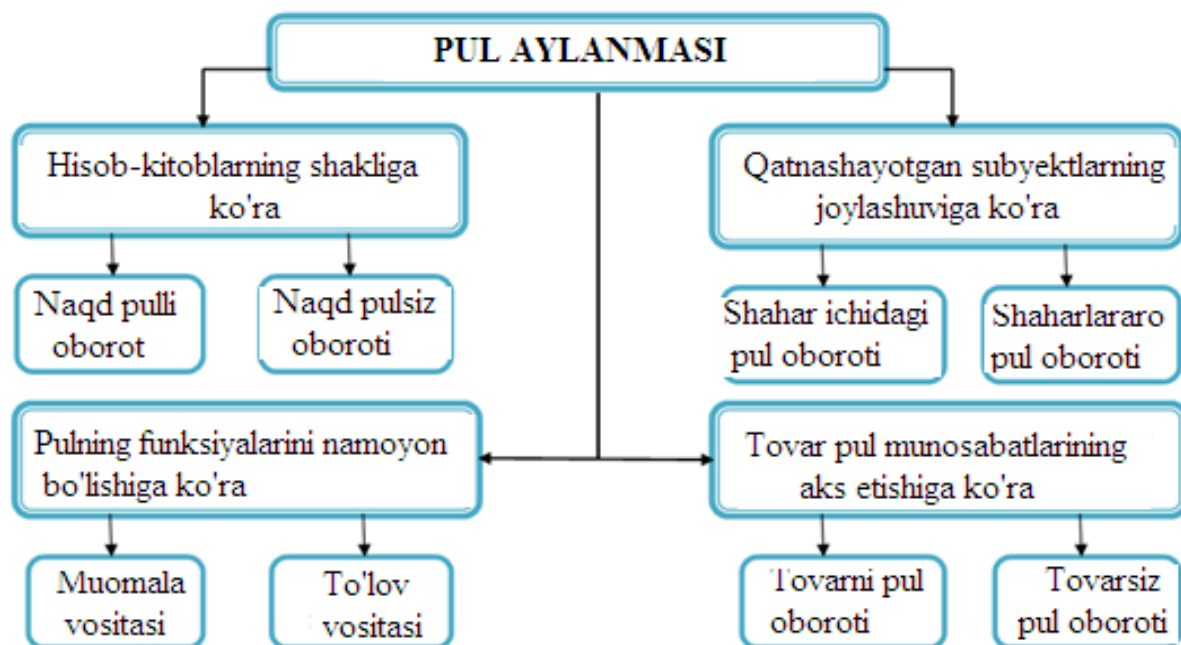 PUL AYLANMASI
Hisob-kitoblarning shakliga
ko'ra
Qatnashayotgan subyektlarning
joylashuviga ko'ra
Naqd pulli
oborot
Naqd pulsiz
oboroti
Shahar ichidagi
pul oboroti
Shaharlararo
pul oboroti
Pulning funksiyalarini namoyon
bo'lishiga ko'ra
Tovar pul munosabatlarining
aks etishiga ko'ra
Muomala
vositasi
To'lov
vositasi
Tovarni pul
oboroti
Tovarsiz
pul oboroti